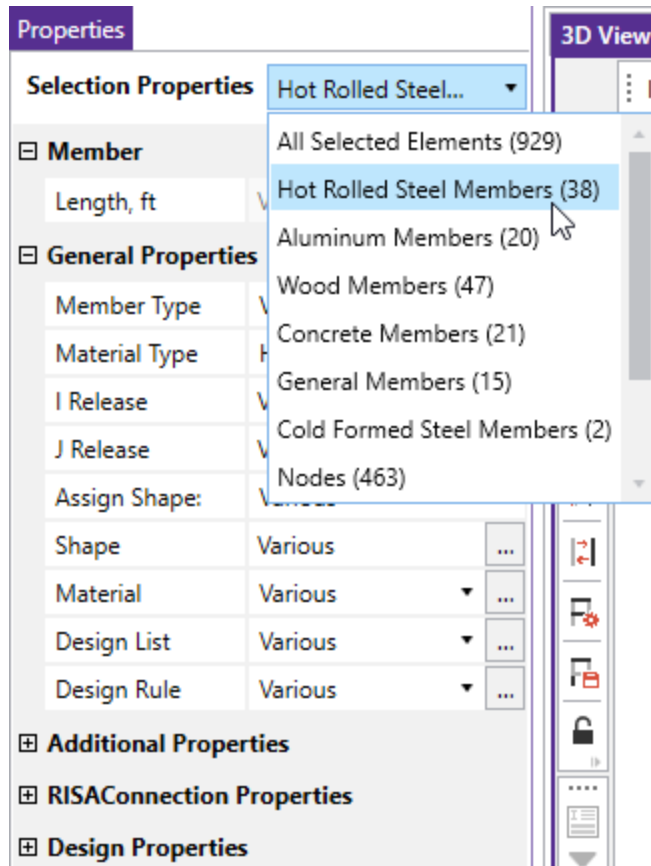 Properties
3D View
Selection Properties Hot Rolled Steel...
All Selected Elements (929)
Hot Rolled Steel Members (38)
Aluminum Members (20)
Wood Members (47)
Concrete Members (21)
General Members (15)
Cold Formed Steel Members (2)
Nodes (463)
Member
Length, ft
General Properties
Member Type
Material Type
I Release
J Release
Assign Shape: Various
Shape Various ...
Material Various ...
Design List Various ...
Design Rule Various ...
Additional Properties
RISAConnection Properties
Design Properties